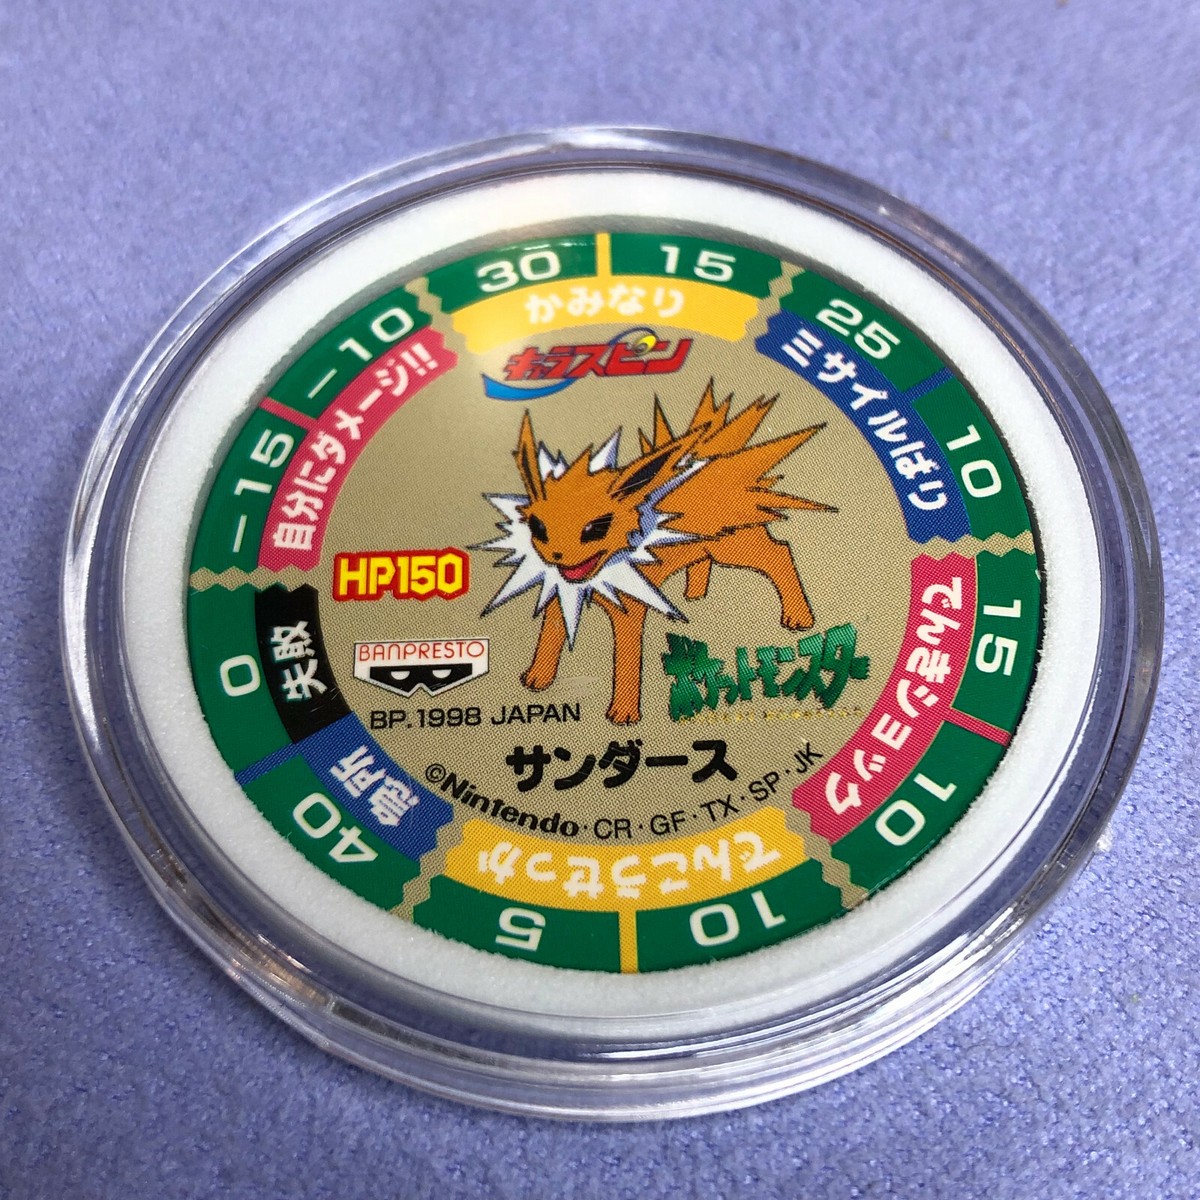 30
15
かみなり
25
10
ミサイルばり
15
10
でんきショック
10
5
でんこうせっか
40
急所
0
失敗
-15
-10
自分にダメージ!!
キャラスピン
HP150
BANPRESTO
BP.1998 JAPAN
ポケットモンスター
サンダース
©Nintendo・CR・GF・TX・SP・JK